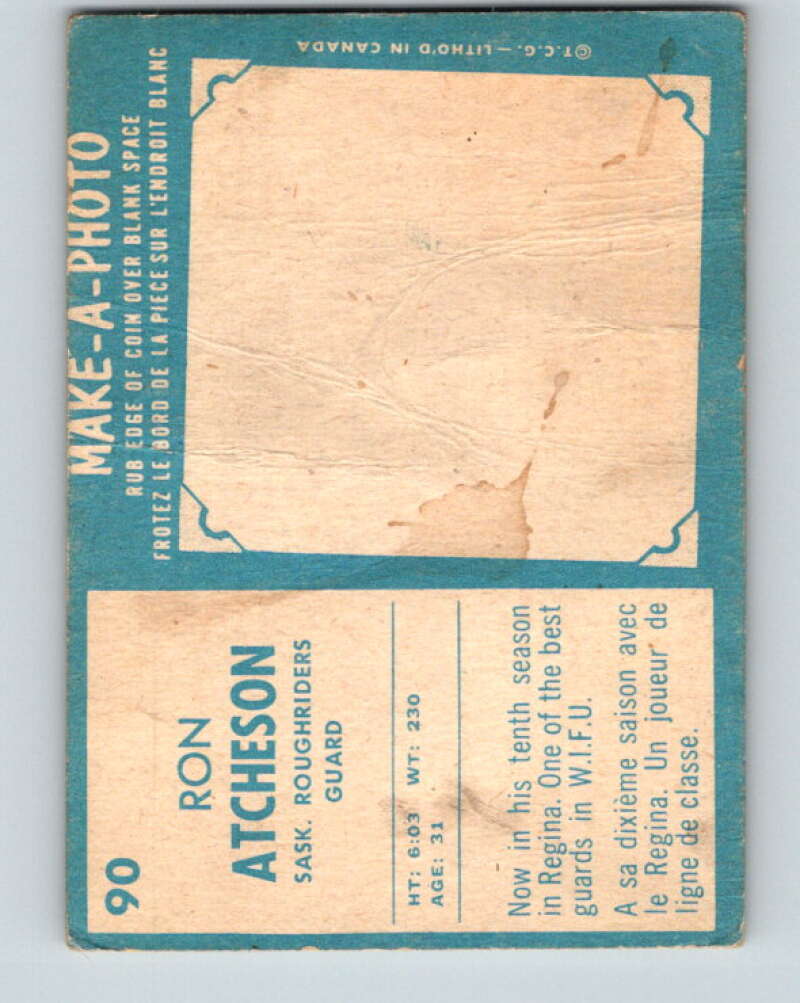 90
RON
ATCHESON
SASK. ROUGHRIDERS
GUARD
HT: 6:03 WT: 230
AGE: 31
Now in his tenth season
in Regina. One of the best
guards in W.I.F.U.
A sa dixième saison avec
le Regina. Un joueur de
ligne de classe.
MAKE-A-PHOTO
RUB EDGE OF COIN OVER BLANK SPACE
FROTEZ LE BORD DE LA PIECE SUR L'ENDROIT BLANC
©T.C.G. — LITHO'D IN CANADA